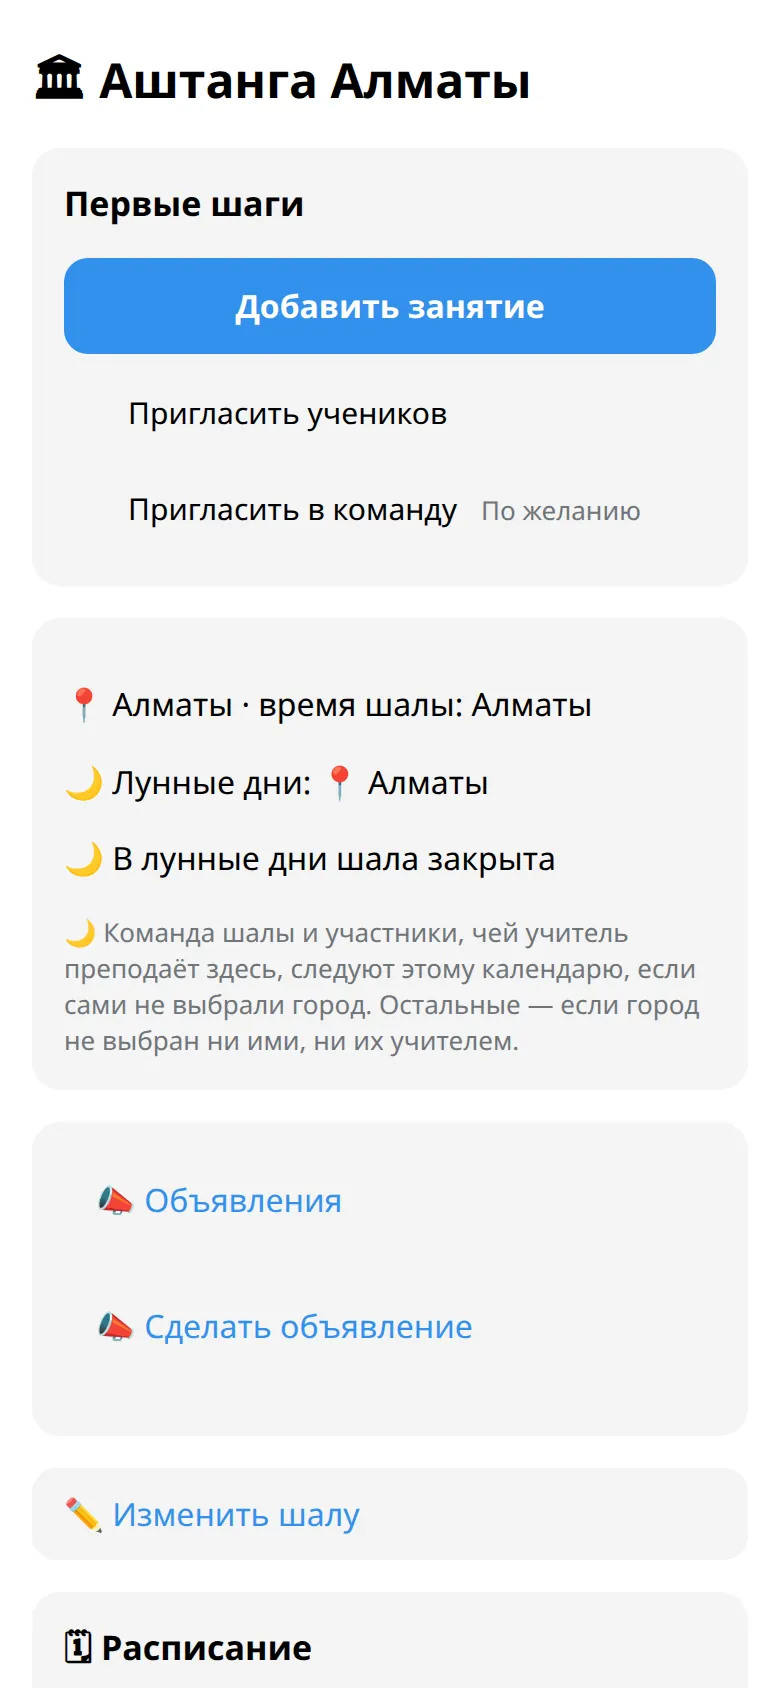 🏛 Аштанга Алматы
Первые шаги
Добавить занятие
Пригласить учеников
Пригласить в команду По желанию
📍 Алматы · время шалы: Алматы
🌙 Лунные дни: 📍 Алматы
🌙 В лунные дни шала закрыта
🌙 Команда шалы и участники, чей учитель
преподаёт здесь, следуют этому календарю, если
сами не выбрали город. Остальные — если город
не выбран ни ими, ни их учителем.
📣 Объявления
📣 Сделать объявление
✏️ Изменить шалу
🗓 Расписание